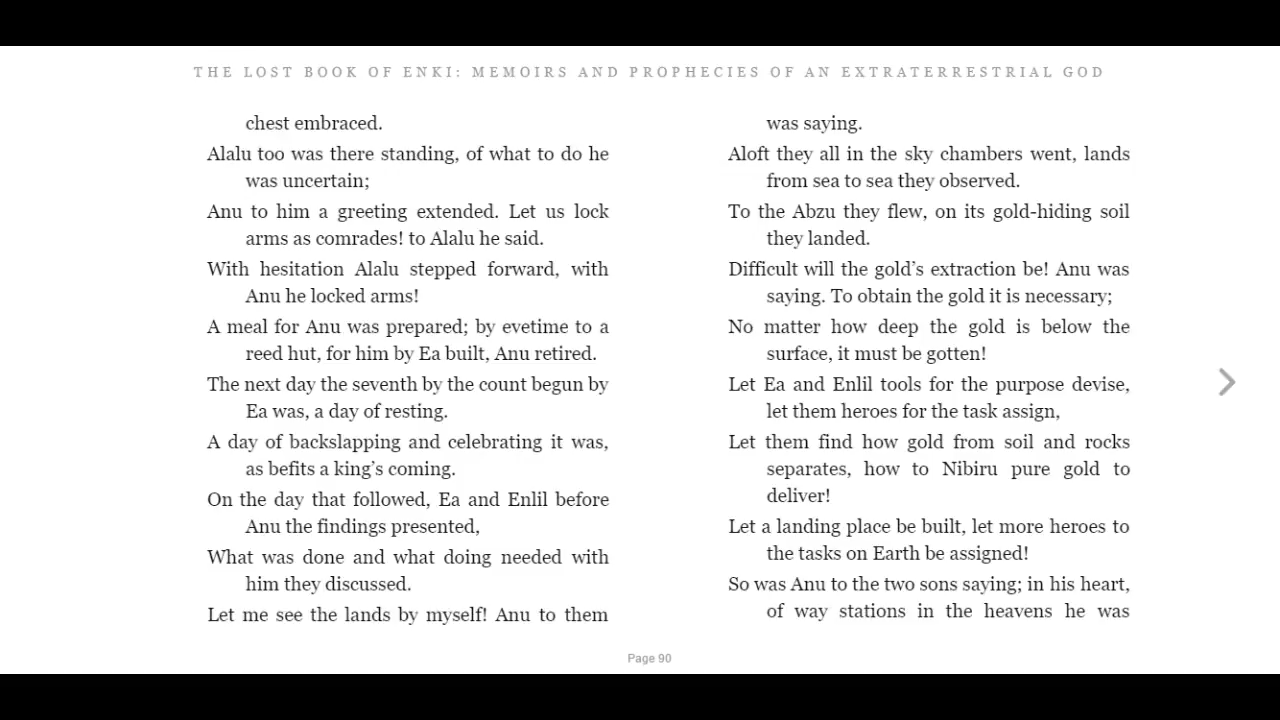 THE LOST BOOK OF ENKI: MEMOIRS AND PROPHECIES OF AN EXTRATERRESTRIAL GOD
chest embraced.
Alalu too was there standing, of what to do he
was uncertain;
Anu to him a greeting extended. Let us lock
arms as comrades! to Alalu he said.
With hesitation Alalu stepped forward, with
Anu he locked arms!
A meal for Anu was prepared; by evetime to a
reed hut, for him by Ea built, Anu retired.
The next day the seventh by the count begun by
Ea was, a day of resting.
A day of backslapping and celebrating it was,
as befits a king’s coming.
On the day that followed, Ea and Enlil before
Anu the findings presented,
What was done and what doing needed with
him they discussed.
Let me see the lands by myself! Anu to them
was saying.
Aloft they all in the sky chambers went, lands
from sea to sea they observed.
To the Abzu they flew, on its gold-hiding soil
they landed.
Difficult will the gold’s extraction be! Anu was
saying. To obtain the gold it is necessary;
No matter how deep the gold is below the
surface, it must be gotten!
Let Ea and Enlil tools for the purpose devise,
let them heroes for the task assign,
Let them find how gold from soil and rocks
separates, how to Nibiru pure gold to
deliver!
Let a landing place be built, let more heroes to
the tasks on Earth be assigned!
So was Anu to the two sons saying; in his heart,
of way stations in the heavens he was
Page 90